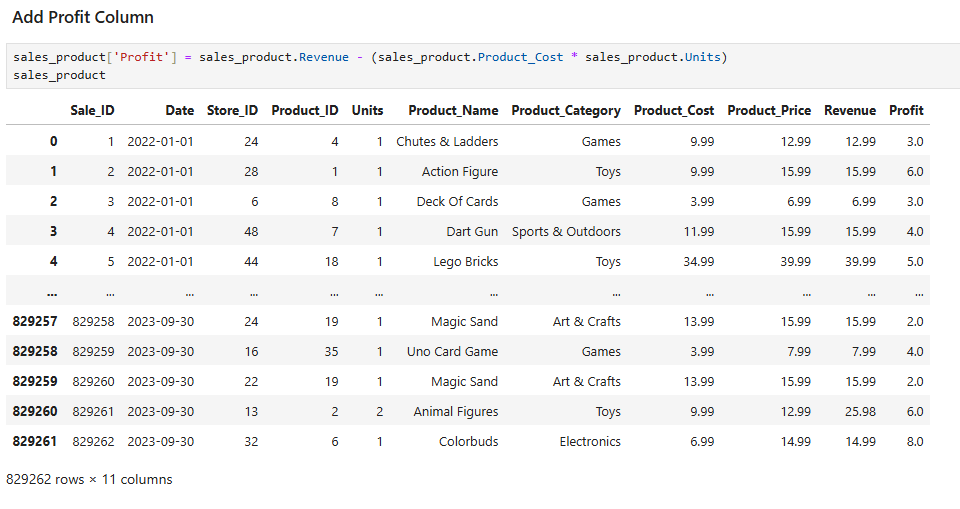 Add Profit Column
sales_product['Profit'] = sales_product.Revenue - (sales_product.Product_Cost * sales_product.Units)
sales_product
Sale_ID Date Store_ID Product_ID Units Product_Name Product_Category Product_Cost Product_Price Revenue Profit
0 1 2022-01-01 24 4 1 Chutes & Ladders Games 9.99 12.99 12.99 3.0
1 2 2022-01-01 28 1 1 Action Figure Toys 9.99 15.99 15.99 6.0
2 3 2022-01-01 6 8 1 Deck Of Cards Games 3.99 6.99 6.99 3.0
3 4 2022-01-01 48 7 1 Dart Gun Sports & Outdoors 11.99 15.99 15.99 4.0
4 5 2022-01-01 44 18 1 Lego Bricks Toys 34.99 39.99 39.99 5.0
... ... ... ... ... ... ... ... ... ... ... ...
829257 829258 2023-09-30 24 19 1 Magic Sand Art & Crafts 13.99 15.99 15.99 2.0
829258 829259 2023-09-30 16 35 1 Uno Card Game Games 3.99 7.99 7.99 4.0
829259 829260 2023-09-30 22 19 1 Magic Sand Art & Crafts 13.99 15.99 15.99 2.0
829260 829261 2023-09-30 13 2 2 Animal Figures Toys 9.99 12.99 25.98 6.0
829261 829262 2023-09-30 32 6 1 Colorbuds Electronics 6.99 14.99 14.99 8.0
829262 rows × 11 columns